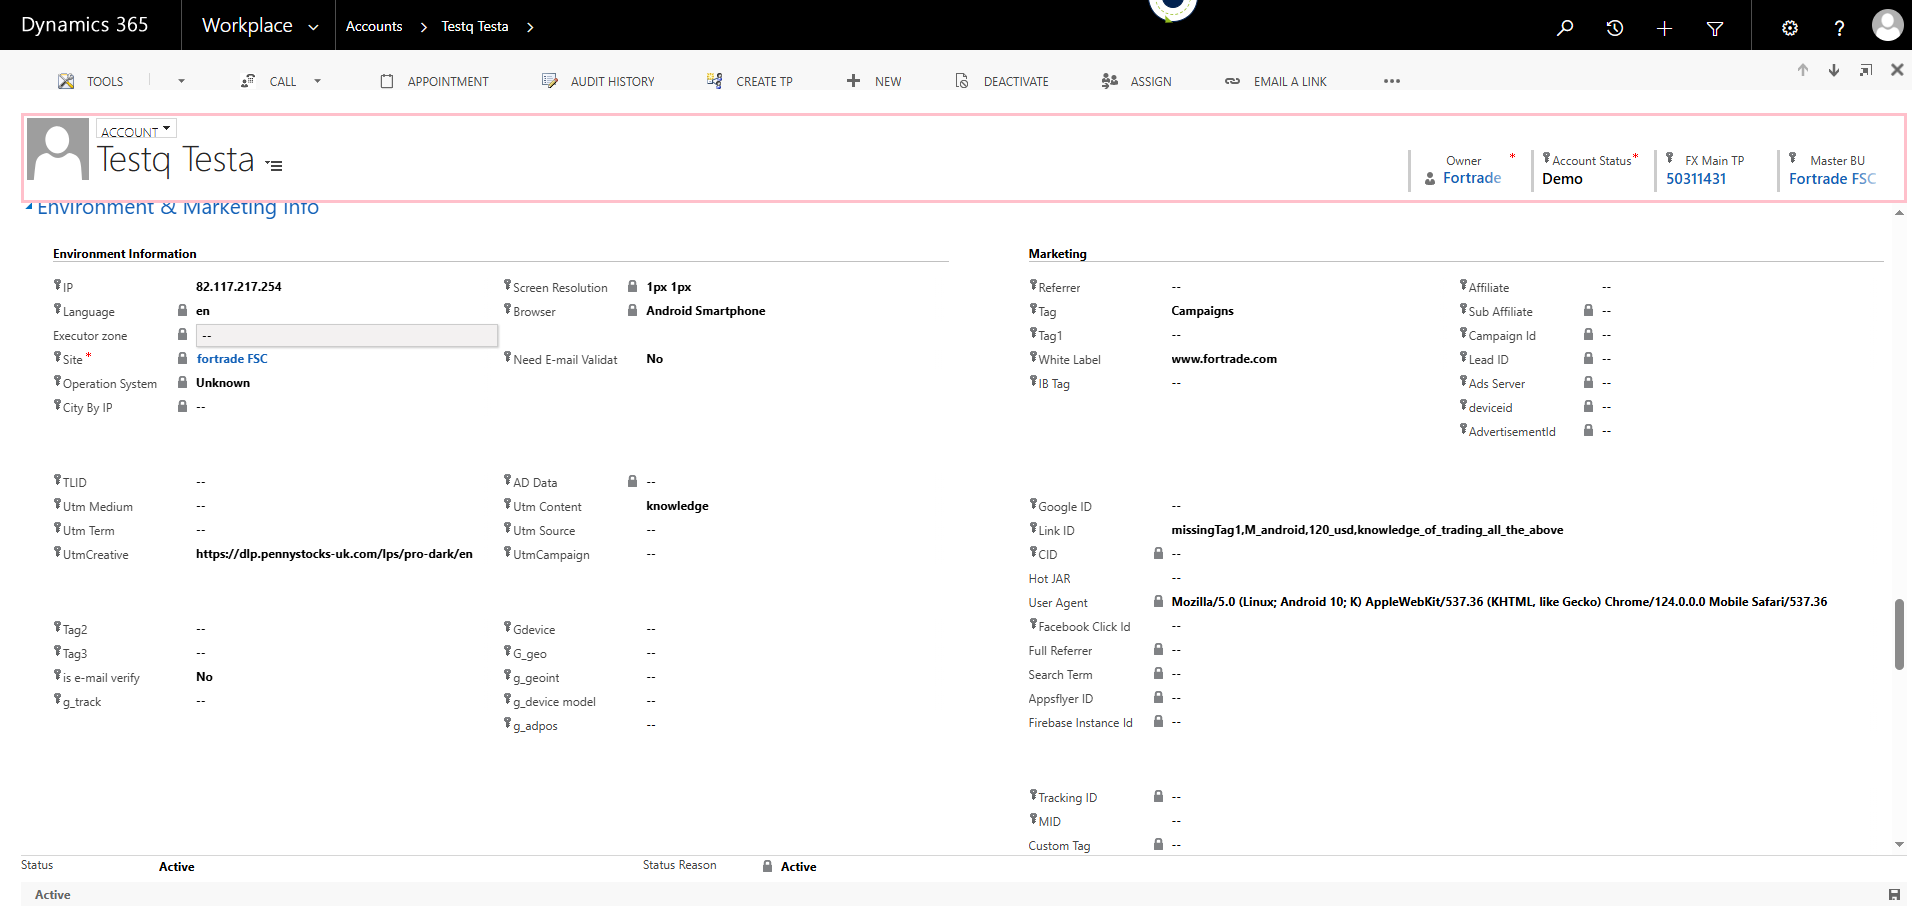 Dynamics 365 Workplace Accounts > Testq Testa >
TOOLS CALL APPOINTMENT AUDIT HISTORY CREATE TP NEW DEACTIVATE ASSIGN EMAIL A LINK •••
ACCOUNT
Testq Testa
Owner * Account Status* FX Main TP Master BU
Fortrade Demo 50311431 Fortrade FSC
Environment & Marketing Info
Environment Information Marketing
IP 82.117.217.254 Screen Resolution 1px 1px Referrer -- Affiliate --
Language en Browser Android Smartphone Tag Campaigns Sub Affiliate --
Executor zone -- Tag1 -- Campaign Id --
Site * fortrade FSC Need E-mail Validat No White Label www.fortrade.com Lead ID --
Operation System Unknown IB Tag -- Ads Server --
City By IP -- deviceid --
AdvertisementId --
TLID -- AD Data --
Utm Medium -- Utm Content knowledge Google ID --
Utm Term -- Utm Source -- Link ID missingTag1,M_android,120_usd,knowledge_of_trading_all_the_above
UtmCreative https://dlp.pennystocks-uk.com/lps/pro-dark/en UtmCampaign -- CID --
Hot JAR --
User Agent Mozilla/5.0 (Linux; Android 10; K) AppleWebKit/537.36 (KHTML, like Gecko) Chrome/124.0.0.0 Mobile Safari/537.36
Tag2 -- Gdevice -- Facebook Click Id --
Tag3 -- G_geo -- Full Referrer --
is e-mail verify No g_geoint -- Search Term --
g_track -- g_device model -- Appsflyer ID --
g_adpos -- Firebase Instance Id --
Tracking ID --
MID --
Custom Tag --
Status Active Status Reason Active
Active